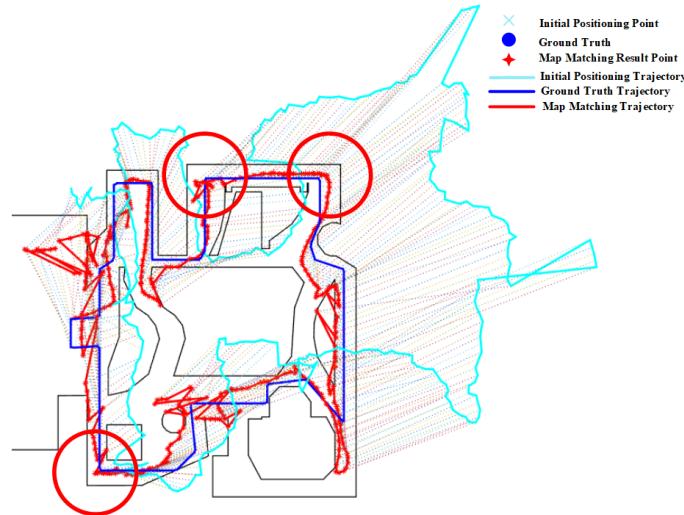 Initial Positioning Point
Ground Truth
Map Matching Result Point
Initial Positioning Trajectory
Ground Truth Trajectory
Map Matching Trajectory